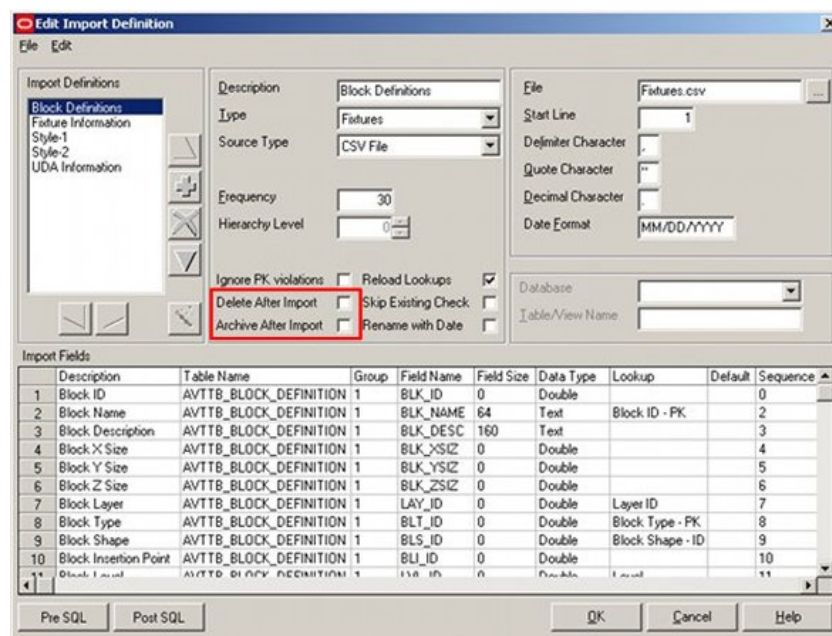 Edit Import Definition
File Edit
Import Definitions
Block Definitions
Fixture Information
Style-1
Style-2
UDA Information
Description Block Definitions
Type Fixtures
Source Type CSV File
Frequency 30
Hierarchy Level 0
Ignore PK violations Reload Lookups
Delete After Import Skip Existing Check
Archive After Import Rename with Date
File Fixtures.csv ...
Start Line 1
Delimiter Character ,
Quote Character "
Decimal Character .
Date Format MM/DD/YYYY
Database
Table/View Name
Import Fields
Description Table Name Group Field Name Field Size Data Type Lookup Default Sequence
1 Block ID AVTTB_BLOCK_DEFINITION 1 BLK_ID 0 Double 0
2 Block Name AVTTB_BLOCK_DEFINITION 1 BLK_NAME 64 Text Block ID - PK 2
3 Block Description AVTTB_BLOCK_DEFINITION 1 BLK_DESC 160 Text 3
4 Block X Size AVTTB_BLOCK_DEFINITION 1 BLK_XSIZ 0 Double 4
5 Block Y Size AVTTB_BLOCK_DEFINITION 1 BLK_YSIZ 0 Double 5
6 Block Z Size AVTTB_BLOCK_DEFINITION 1 BLK_ZSIZ 0 Double 6
7 Block Layer AVTTB_BLOCK_DEFINITION 1 LAY_ID 0 Double Layer ID 7
8 Block Type AVTTB_BLOCK_DEFINITION 1 BLT_ID 0 Double Block Type - PK 8
9 Block Shape AVTTB_BLOCK_DEFINITION 1 BLS_ID 0 Double Block Shape - ID 9
10 Block Insertion Point AVTTB_BLOCK_DEFINITION 1 BLI_ID 0 Double 10
11 Block Level AVTTB_BLOCK_DEFINITION 1 LVL_ID 0 Double Level 11
Pre SQL Post SQL OK Cancel Help